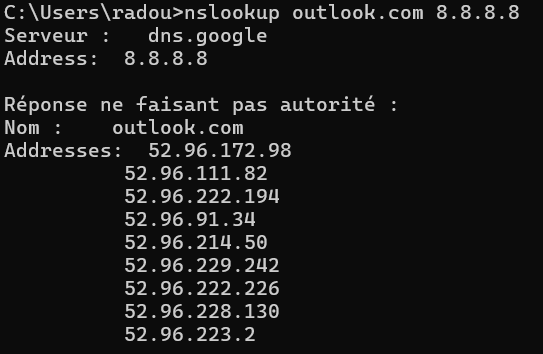 C:\Users\radou>nslookup outlook.com 8.8.8.8
Serveur :   dns.google
Address:  8.8.8.8

Réponse ne faisant pas autorité :
Nom :    outlook.com
Addresses:  52.96.172.98
          52.96.111.82
          52.96.222.194
          52.96.91.34
          52.96.214.50
          52.96.229.242
          52.96.222.226
          52.96.228.130
          52.96.223.2